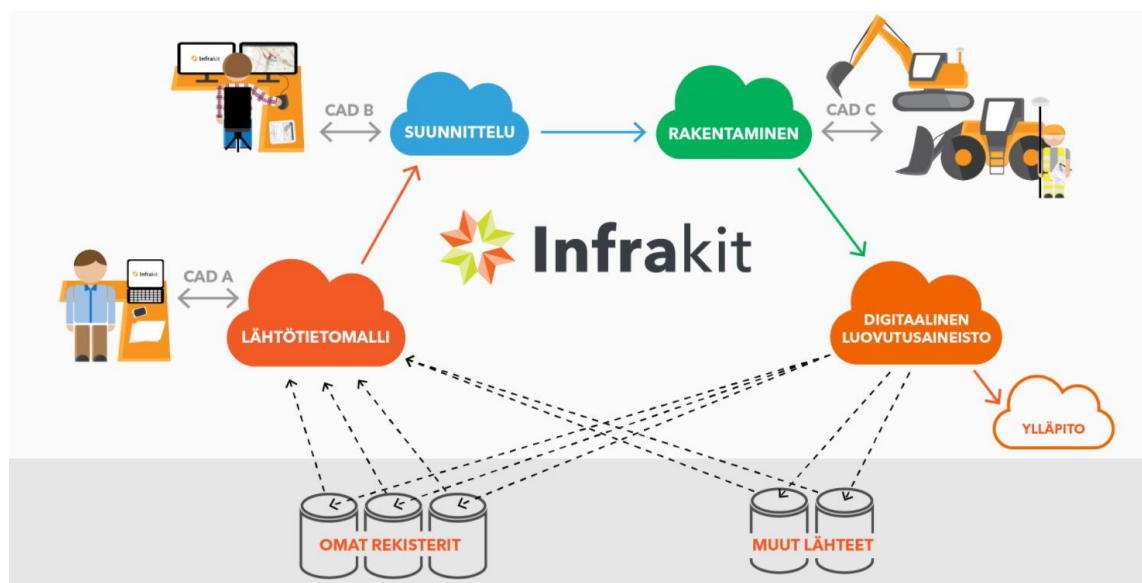 Infrakit
CAD B
SUUNNITTELU
RAKENTAMINEN
CAD C
Infrakit
CAD A
Infrakit
LÄHTÖTIETOMALLI
DIGITAALINEN
LUOVUTUSAINEISTO
YLLÄPITO
OMAT REKISTERIT
MUUT LÄHTEET